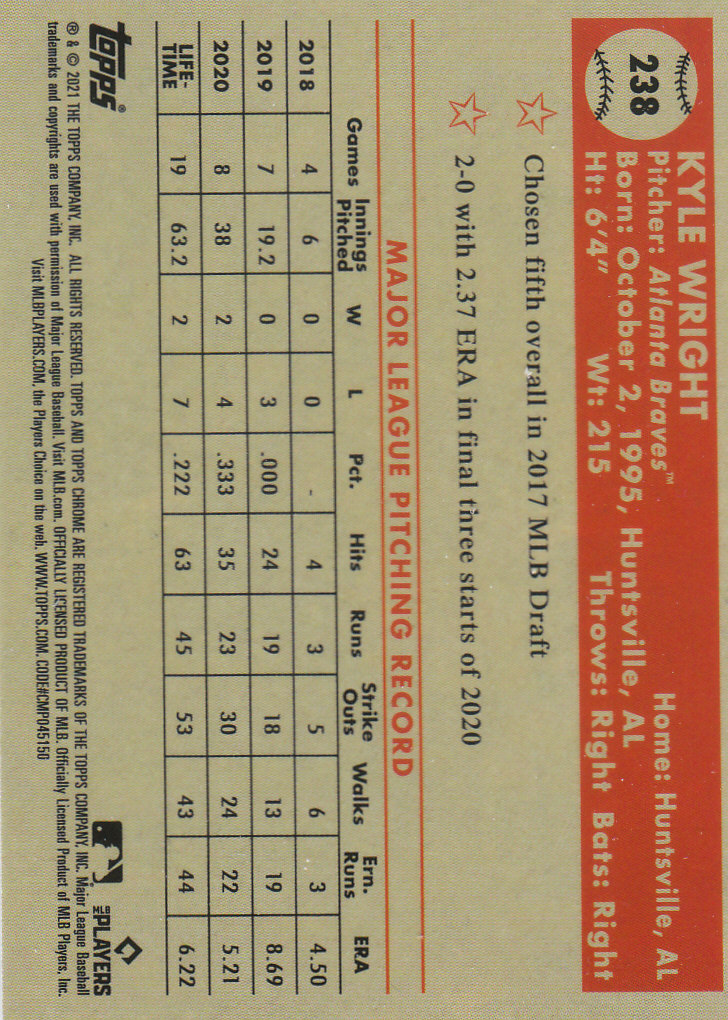 238
KYLE WRIGHT
Pitcher: Atlanta Braves™ Home: Huntsville, AL
Born: October 2, 1995, Huntsville, AL
Ht: 6'4" Wt: 215 Throws: Right Bats: Right
Chosen fifth overall in 2017 MLB Draft
2-0 with 2.37 ERA in final three starts of 2020
MAJOR LEAGUE PITCHING RECORD
Games Innings Pitched W L Pct. Hits Runs Strike Outs Walks Ern. Runs ERA
2018 4 6 0 0 - 4 3 5 6 3 4.50
2019 7 19.2 0 3 .000 24 19 18 13 19 8.69
2020 8 38 2 4 .333 35 23 30 24 22 5.21
LIFE-TIME 19 63.2 2 7 .222 63 45 53 43 44 6.22
topps®
MLB PLAYERS
® & © 2021 THE TOPPS COMPANY, INC. ALL RIGHTS RESERVED. TOPPS AND TOPPS CHROME ARE REGISTERED TRADEMARKS OF THE TOPPS COMPANY, INC. Major League Baseball
trademarks and copyrights are used with permission of Major League Baseball. Visit MLB.com. OFFICIALLY LICENSED PRODUCT OF MLB. Officially Licensed Product of MLB Players, Inc.
Visit MLBPLAYERS.COM, the Players Choice on the web. WWW.TOPPS.COM. CODE#CMP045150